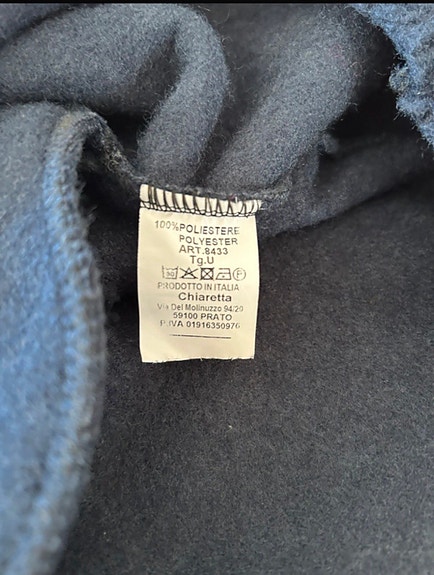 100%POLIESTERE
POLYESTER
ART.8433
Tg.U
PRODOTTO IN ITALIA
Chiaretta
Via Del Molinuzzo 94/20
59100 PRATO
P.IVA 01916350976